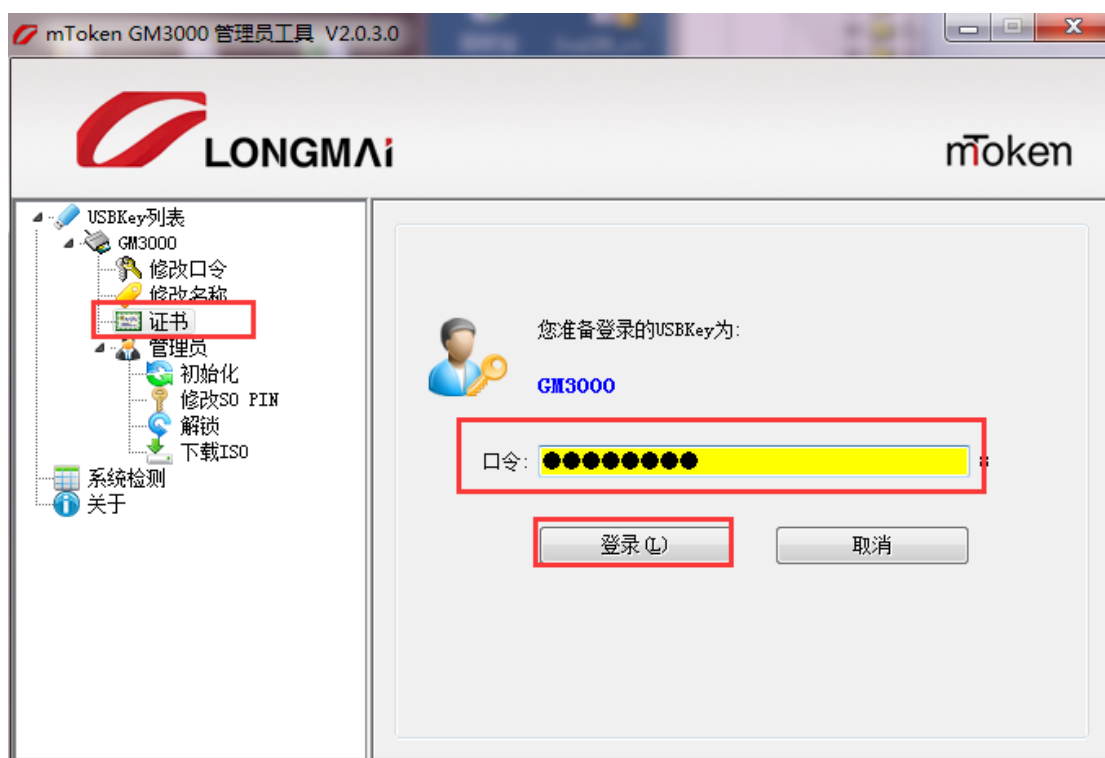 mToken GM3000 管理员工具 V2.0.3.0
LONGMAi
mToken
USBKey列表
GM3000
修改口令
修改名称
证书
管理员
初始化
修改SO PIN
解锁
下载ISO
系统检测
关于
您准备登录的USBKey为:
GM3000
口令: ●●●●●●●●
登录(L)
取消